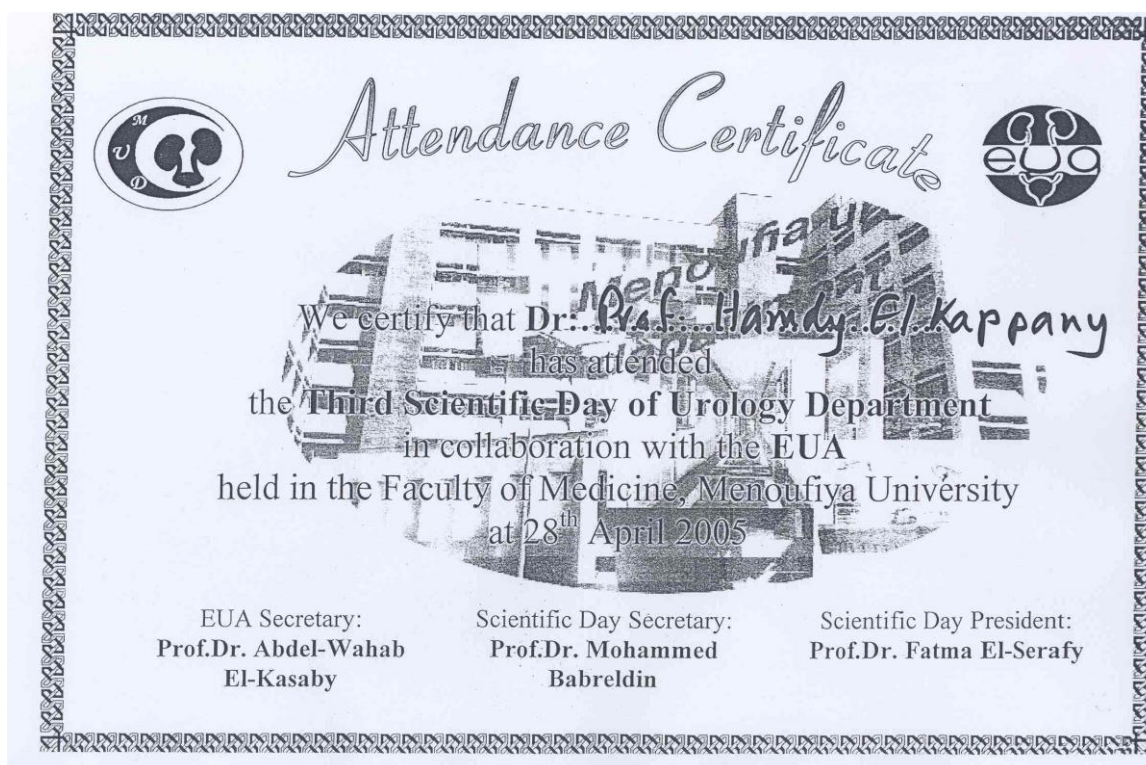 Attendance Certificate
M
U
D
eua
Menoufia
We certify that Dr:..Prof:..Hamdy.El.Kappany
has attended
the Third Scientific Day of Urology Department
in collaboration with the EUA
held in the Faculty of Medicine, Menoufiya University
at 28th April 2005
EUA Secretary:
Prof.Dr. Abdel-Wahab
El-Kasaby
Scientific Day Secretary:
Prof.Dr. Mohammed
Babreldin
Scientific Day President:
Prof.Dr. Fatma El-Serafy